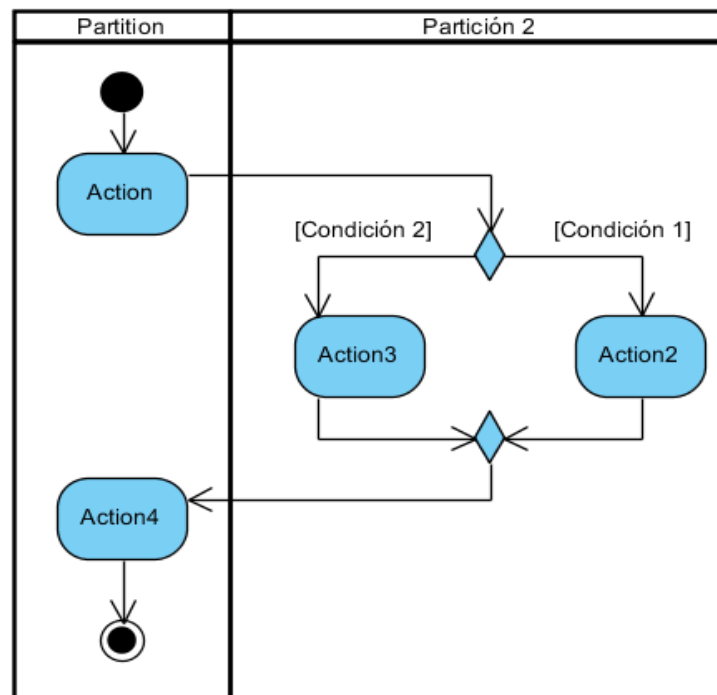 Partition
Partición 2
Action
[Condición 2]
[Condición 1]
Action3
Action2
Action4